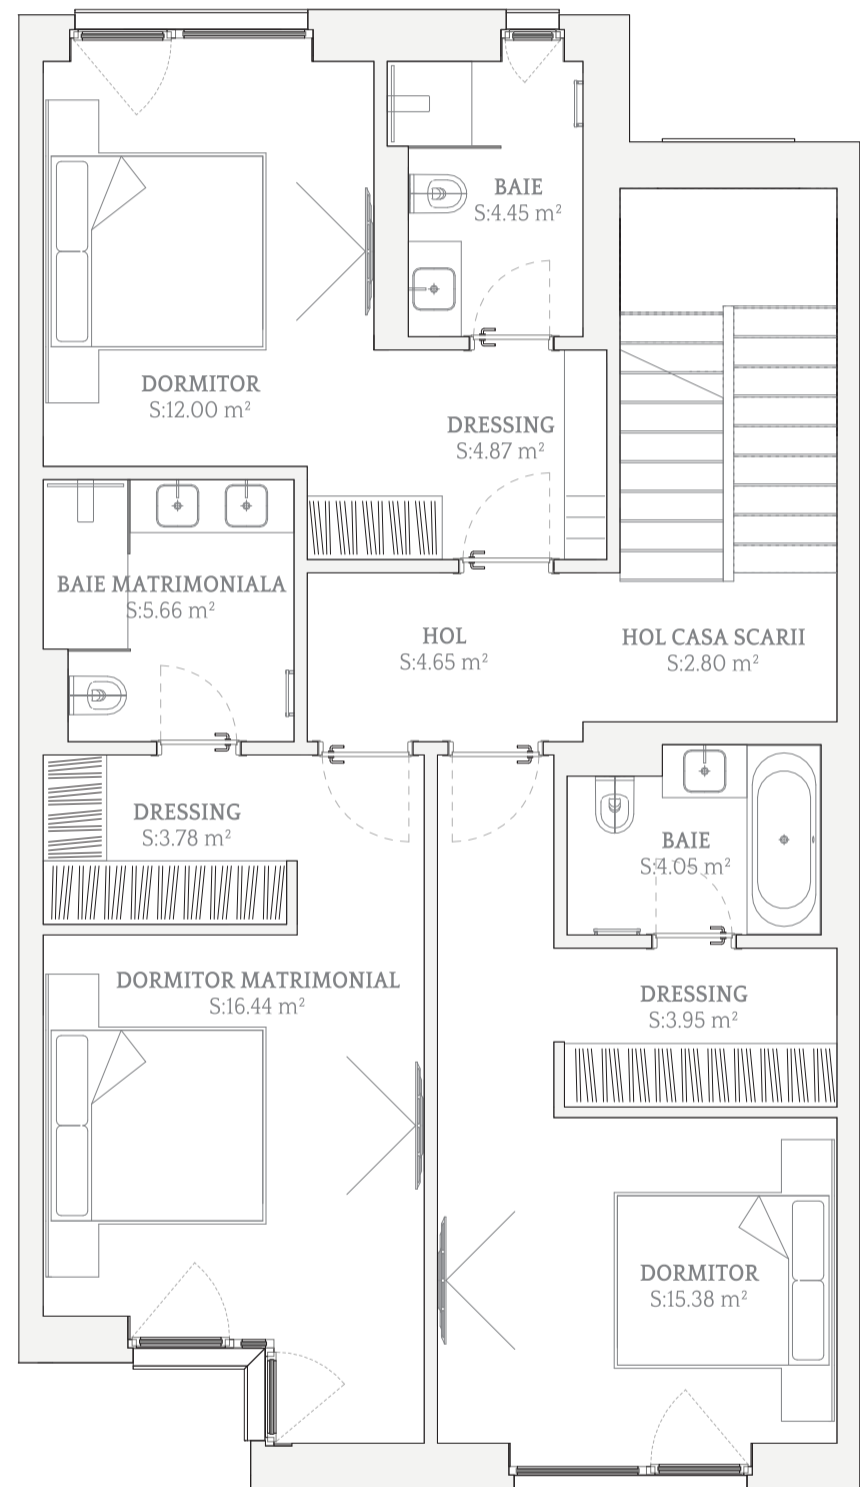 BAIE
S:4.45 m²
DORMITOR
S:12.00 m²
DRESSING
S:4.87 m²
BAIE MATRIMONIALA
S:5.66 m²
HOL
S:4.65 m²
HOL CASA SCARII
S:2.80 m²
DRESSING
S:3.78 m²
BAIE
S:4.05 m²
DORMITOR MATRIMONIAL
S:16.44 m²
DRESSING
S:3.95 m²
DORMITOR
S:15.38 m²